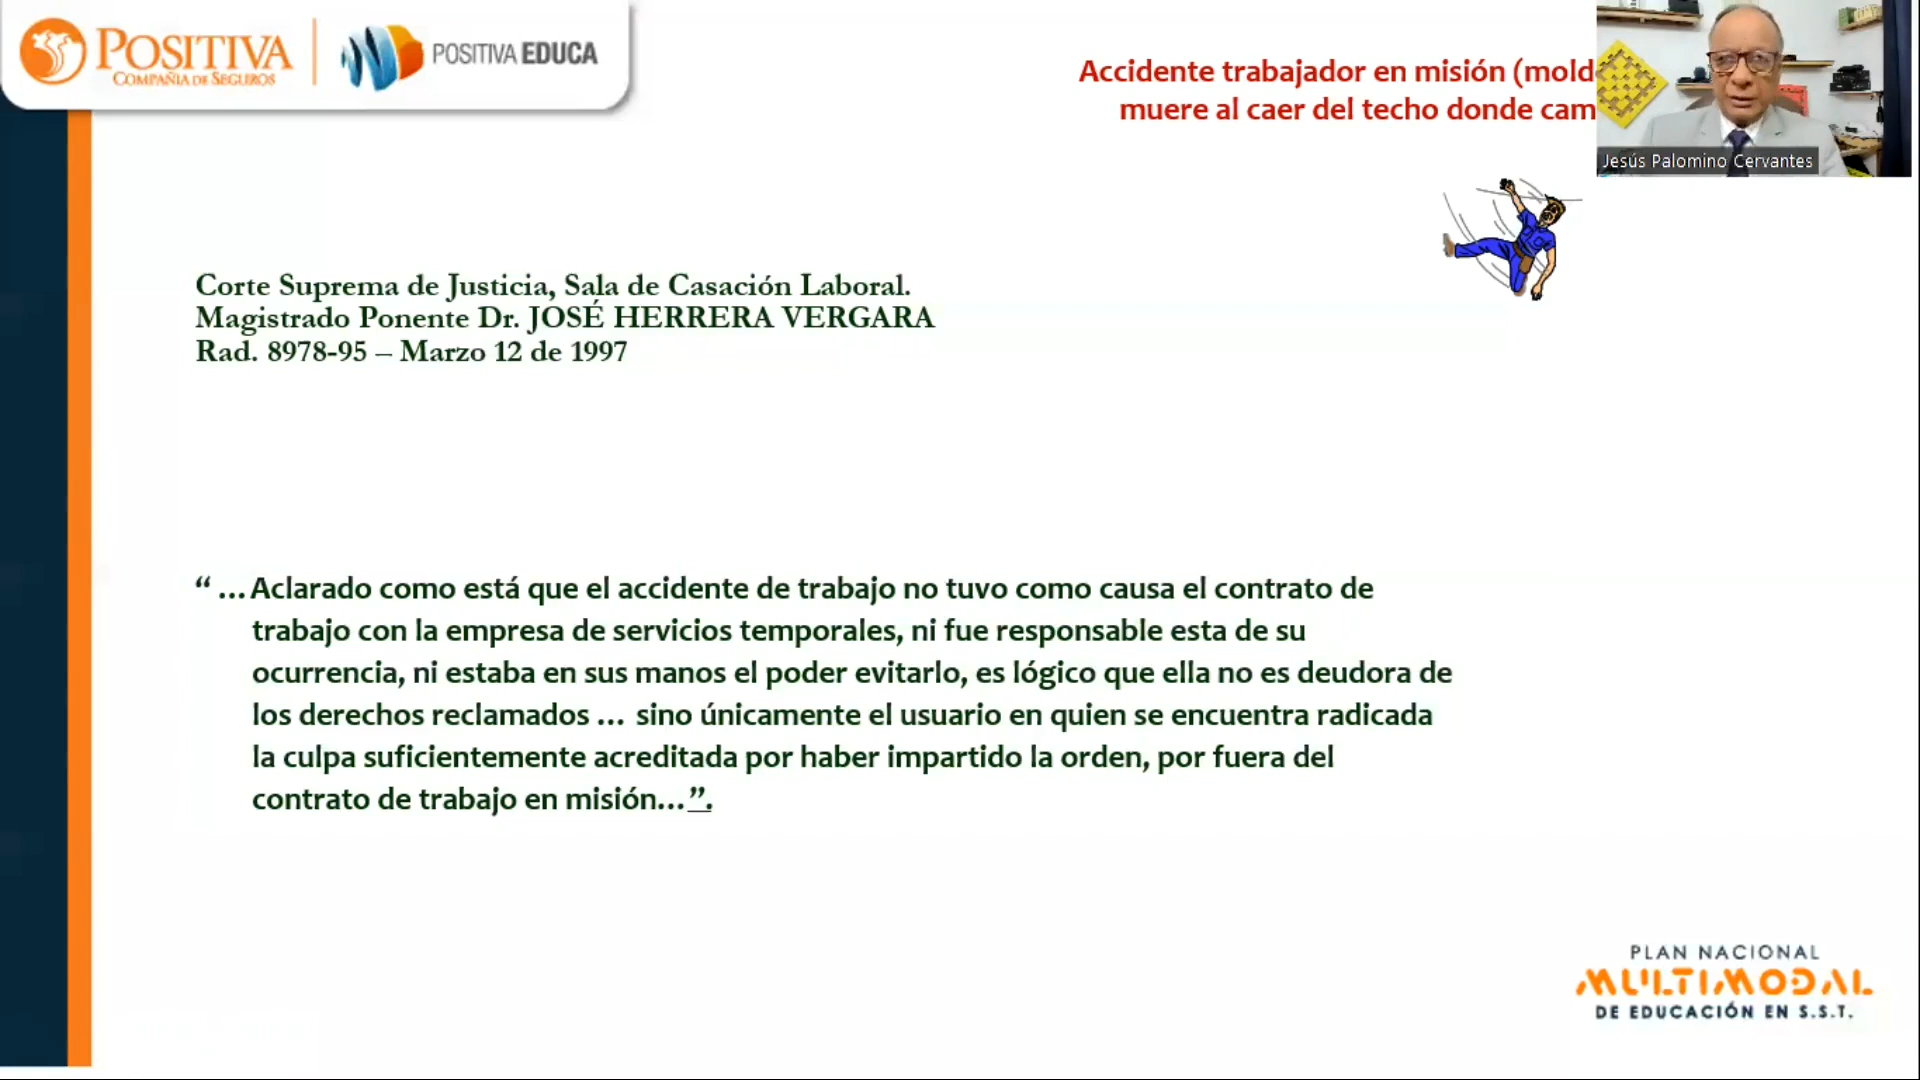 POSITIVA
COMPAÑÍA DE SEGUROS
POSITIVA EDUCA
Accidente trabajador en misión (mold
muere al caer del techo donde cam
Jesús Palomino Cervantes
Corte Suprema de Justicia, Sala de Casación Laboral.
Magistrado Ponente Dr. JOSÉ HERRERA VERGARA
Rad. 8978-95 – Marzo 12 de 1997
“ …Aclarado como está que el accidente de trabajo no tuvo como causa el contrato de
trabajo con la empresa de servicios temporales, ni fue responsable esta de su
ocurrencia, ni estaba en sus manos el poder evitarlo, es lógico que ella no es deudora de
los derechos reclamados … sino únicamente el usuario en quien se encuentra radicada
la culpa suficientemente acreditada por haber impartido la orden, por fuera del
contrato de trabajo en misión…”.
PLAN NACIONAL
MULTIMODAL
DE EDUCACIÓN EN S.S.T.